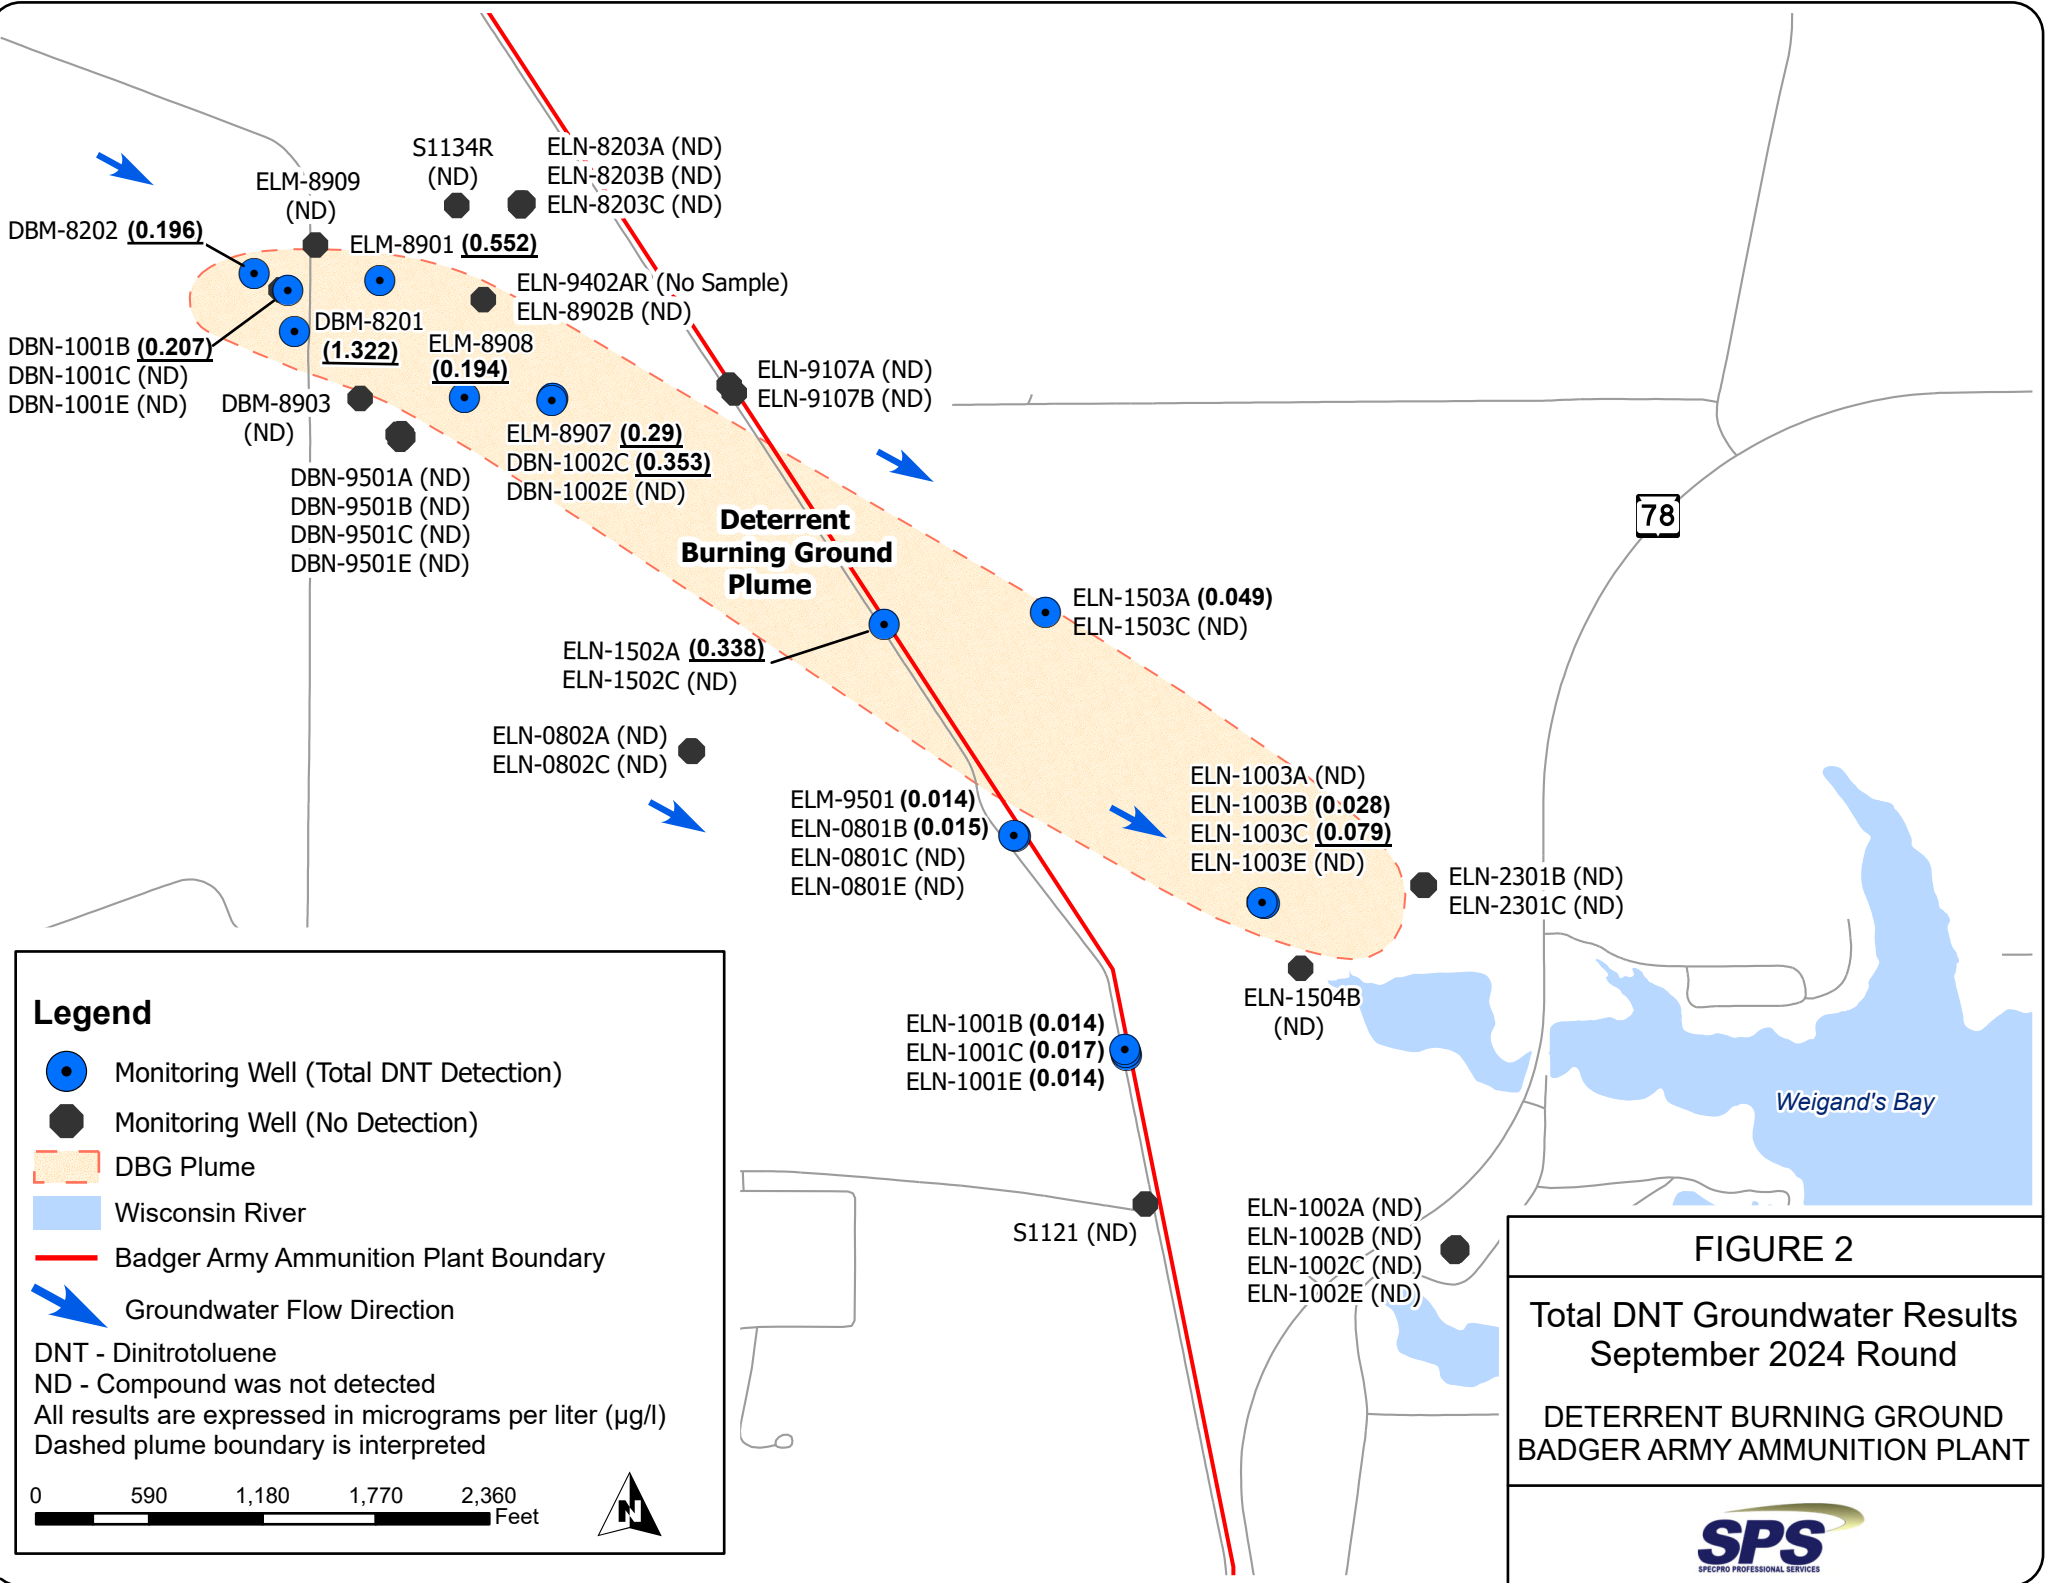 S1134R
(ND)
ELN-8203A (ND)
ELN-8203B (ND)
ELN-8203C (ND)
ELM-8909
(ND)
DBM-8202 (0.196)
ELM-8901 (0.552)
ELN-9402AR (No Sample)
ELN-8902B (ND)
DBM-8201
(1.322)
ELM-8908
(0.194)
DBN-1001B (0.207)
DBN-1001C (ND)
DBN-1001E (ND)
DBM-8903
(ND)
ELN-9107A (ND)
ELN-9107B (ND)
ELM-8907 (0.29)
DBN-1002C (0.353)
DBN-1002E (ND)
DBN-9501A (ND)
DBN-9501B (ND)
DBN-9501C (ND)
DBN-9501E (ND)
Deterrent
Burning Ground
Plume
78
ELN-1503A (0.049)
ELN-1503C (ND)
ELN-1502A (0.338)
ELN-1502C (ND)
ELN-0802A (ND)
ELN-0802C (ND)
ELM-9501 (0.014)
ELN-0801B (0.015)
ELN-0801C (ND)
ELN-0801E (ND)
ELN-1003A (ND)
ELN-1003B (0.028)
ELN-1003C (0.079)
ELN-1003E (ND)
ELN-2301B (ND)
ELN-2301C (ND)
ELN-1504B
(ND)
ELN-1001B (0.014)
ELN-1001C (0.017)
ELN-1001E (0.014)
Weigand's Bay
S1121 (ND)
ELN-1002A (ND)
ELN-1002B (ND)
ELN-1002C (ND)
ELN-1002E (ND)
Legend
Monitoring Well (Total DNT Detection)
Monitoring Well (No Detection)
DBG Plume
Wisconsin River
Badger Army Ammunition Plant Boundary
Groundwater Flow Direction
DNT - Dinitrotoluene
ND - Compound was not detected
All results are expressed in micrograms per liter (µg/l)
Dashed plume boundary is interpreted
0 590 1,180 1,770 2,360
Feet
N
FIGURE 2
Total DNT Groundwater Results
September 2024 Round
DETERRENT BURNING GROUND
BADGER ARMY AMMUNITION PLANT
SPS
SPECPRO PROFESSIONAL SERVICES